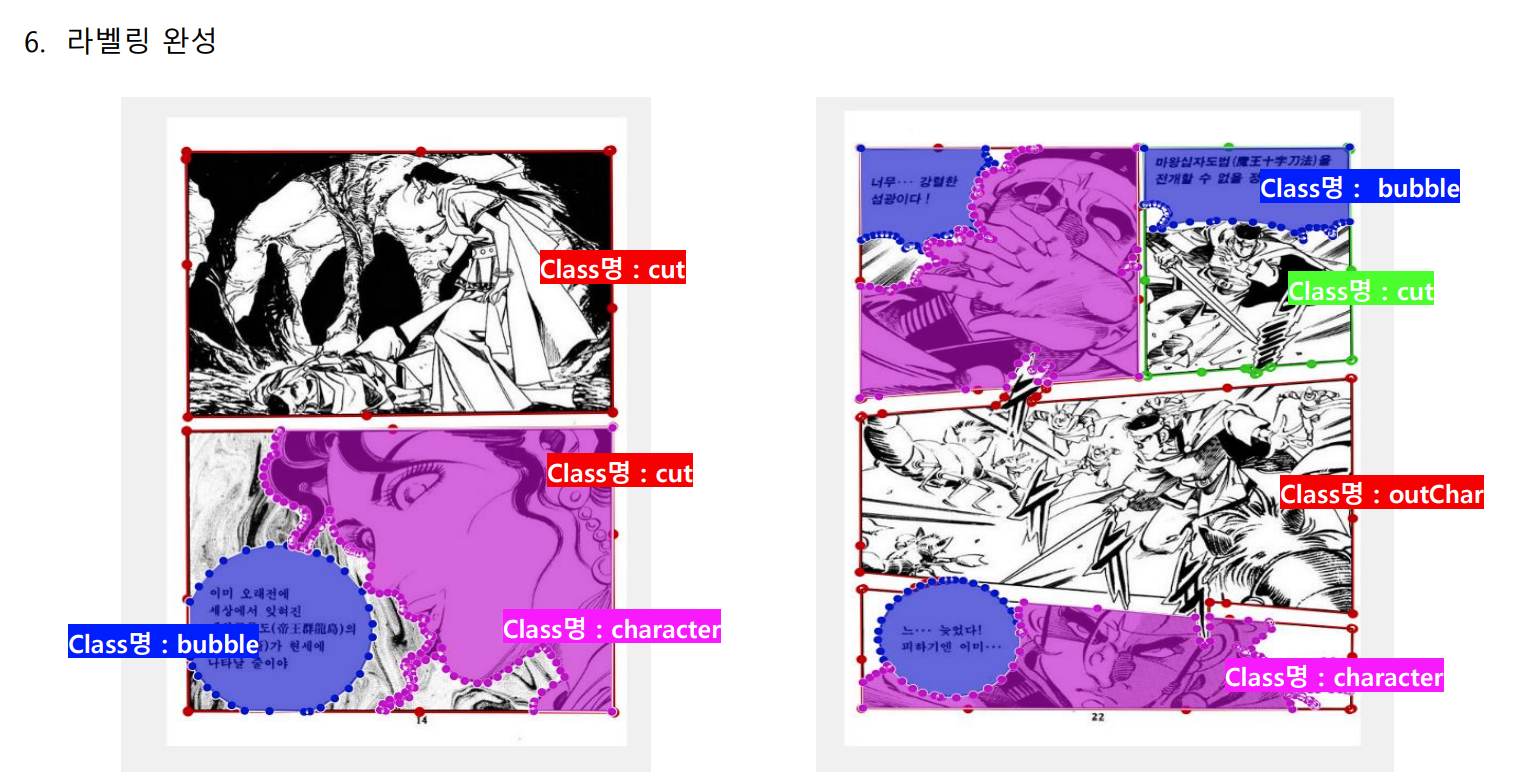 6. 라벨링 완성
Class명 : cut
Class명 : cut
이미 오래전에
세상에서 잊혀진
도(帝王群龍島)의
가 현세에
나타날 줄이야
Class명 : bubble
Class명 : character
14
너무··· 강렬한
섬광이다!
마왕십자도법(魔王十字刀法)을
전개할 수 없을
Class명 : bubble
Class명 : cut
Class명 : outChar
느··· 늦었다!
피하기엔 이미···
Class명 : character
22